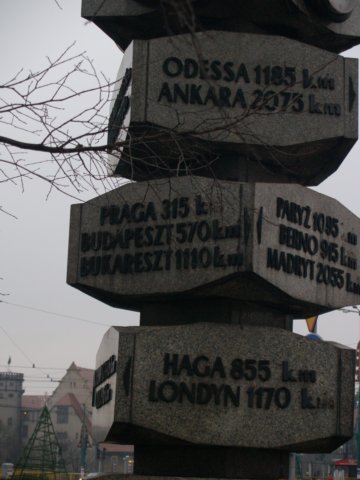 ODESSA 1185 km
ANKARA 2073 km
PRAGA 315 km
BUDAPESZT 570 km
BUKARESZT 1110 km
PARYŻ 1085 km
BERNO 915 km
MADRYT 2055 km
HAGA 855 km
LONDYN 1170 km